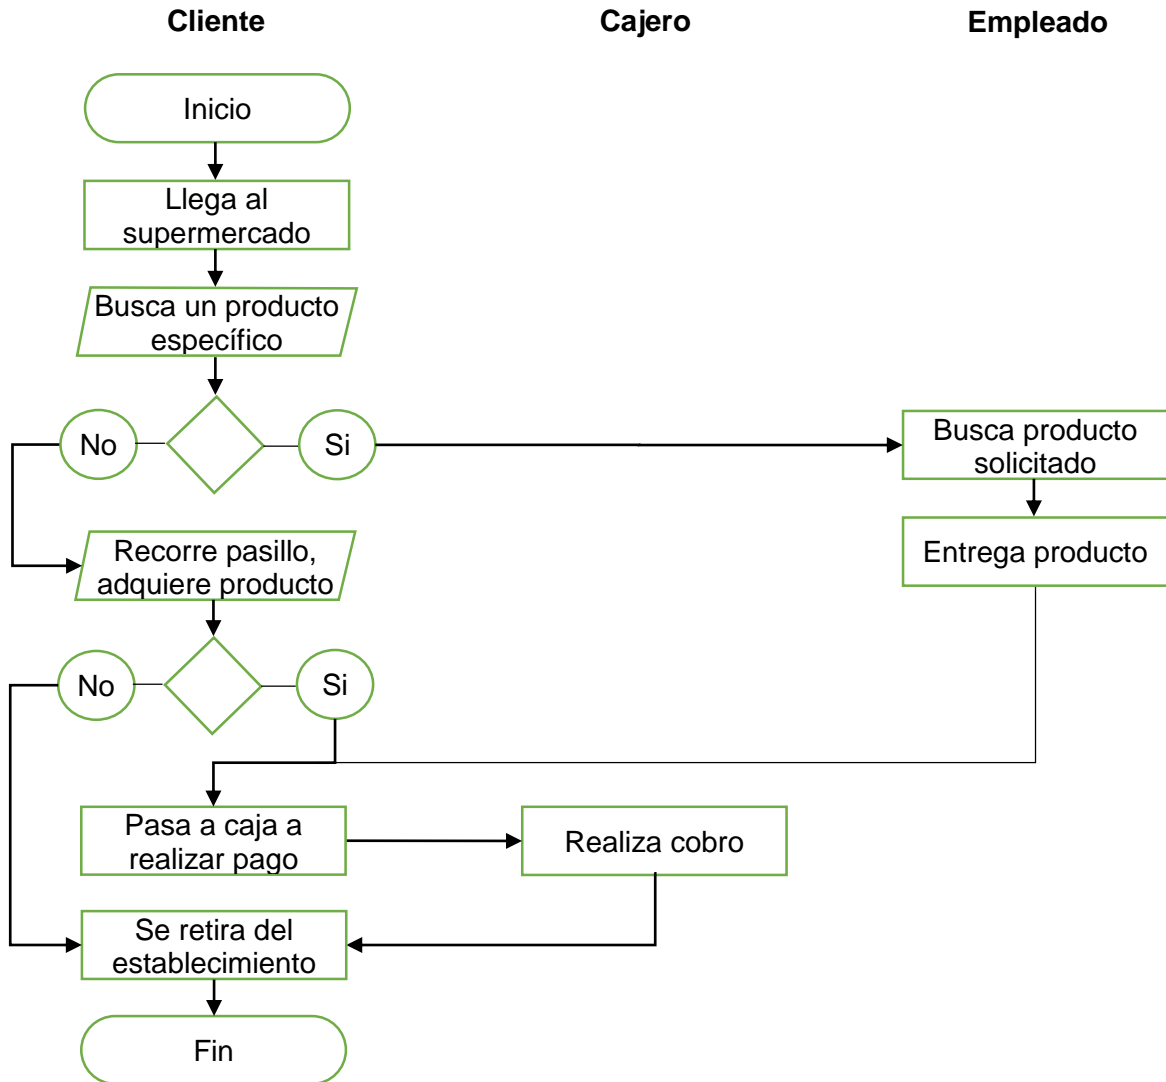 Cliente
Cajero
Empleado
Inicio
Llega al
supermercado
Busca un producto
específico
No
Si
Busca producto
solicitado
Recorre pasillo,
adquiere producto
Entrega producto
No
Si
Pasa a caja a
realizar pago
Realiza cobro
Se retira del
establecimiento
Fin